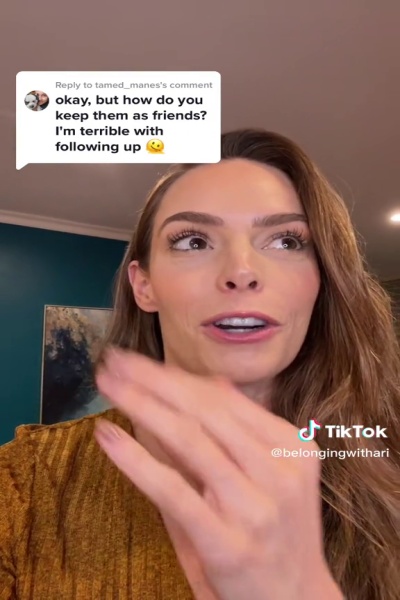 Reply to tamed_manes's comment
okay, but how do you
keep them as friends?
I'm terrible with
following up 🫠
TikTok
@belongingwithari